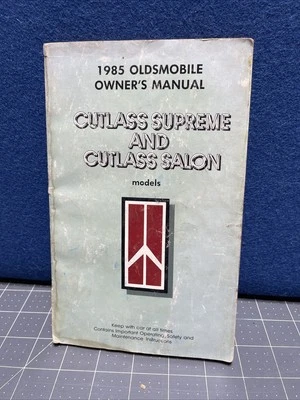 1985 OLDSMOBILE
OWNER'S MANUAL
CUTLASS SUPREME
AND
CUTLASS SALON
models
Keep with car at all times
Contains Important Operating, Safety and
Maintenance Instructions